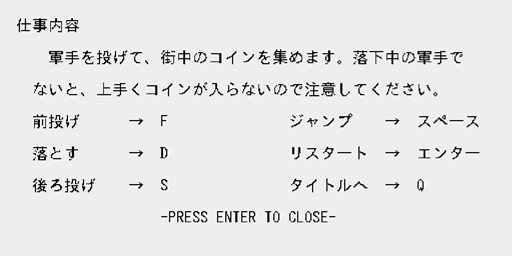 仕事内容
軍手を投げて、街中のコインを集めます。落下中の軍手で
ないと、上手くコインが入らないので注意してください。
前投げ → F ジャンプ → スペース
落とす → D リスタート → エンター
後ろ投げ → S タイトルへ → Q
-PRESS ENTER TO CLOSE-